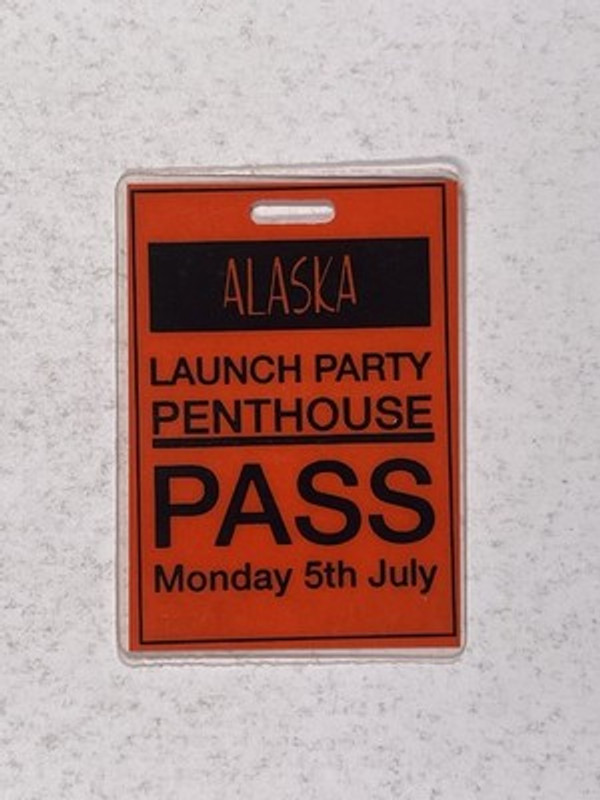 ALASKA
LAUNCH PARTY
PENTHOUSE
PASS
Monday 5th July